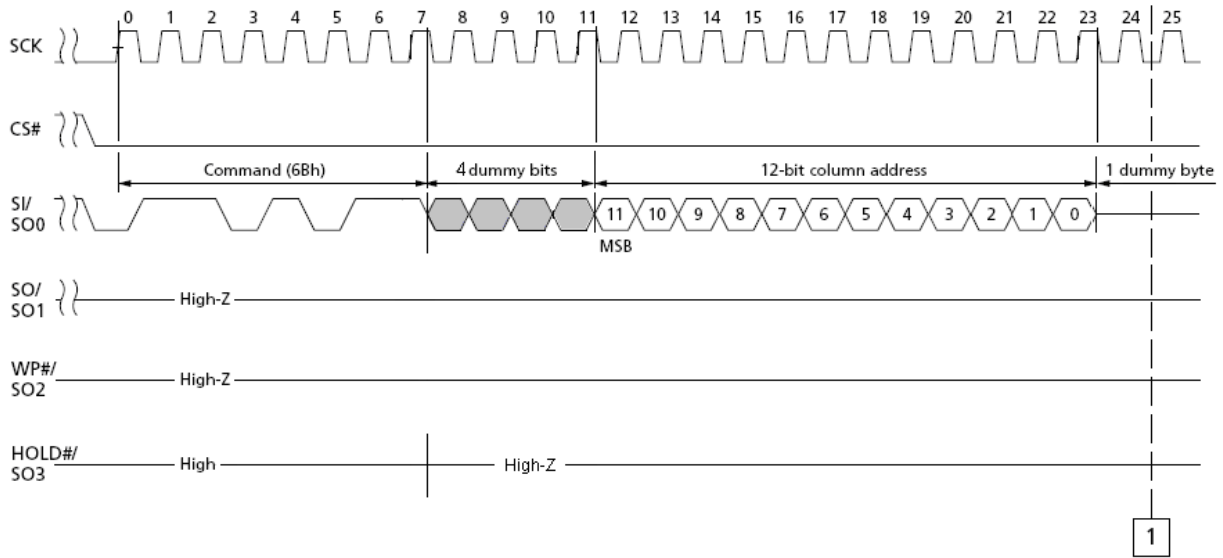 0 1 2 3 4 5 6 7 8 9 10 11 12 13 14 15 16 17 18 19 20 21 22 23 24 25
SCK
CS#
Command (6Bh) 4 dummy bits 12-bit column address 1 dummy byte
SI/
SO0
11 10 9 8 7 6 5 4 3 2 1 0
MSB
SO/
SO1
High-Z
WP#/
SO2
High-Z
HOLD#/
SO3
High High-Z
1